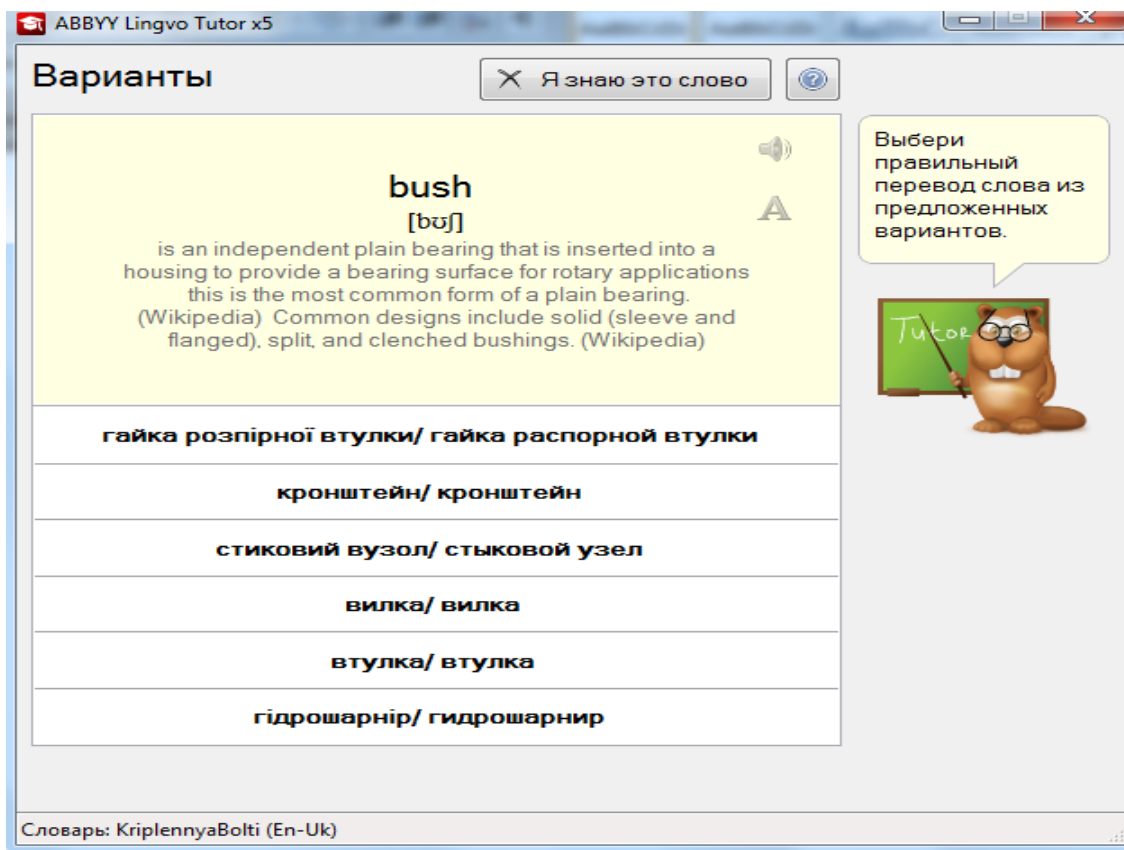 ABBYY Lingvo Tutor x5
Варианты
Я знаю это слово
bush
[bʊʃ]
is an independent plain bearing that is inserted into a
housing to provide a bearing surface for rotary applications
this is the most common form of a plain bearing.
(Wikipedia) Common designs include solid (sleeve and
flanged), split, and clenched bushings. (Wikipedia)
A
гайка розпірної втулки/ гайка распорной втулки
кронштейн/ кронштейн
стиковий вузол/ стыковой узел
вилка/ вилка
втулка/ втулка
гідрошарнір/ гидрошарнир
Выбери
правильный
перевод слова из
предложенных
вариантов.
Tutor
Словарь: KriplennyaBolti (En-Uk)